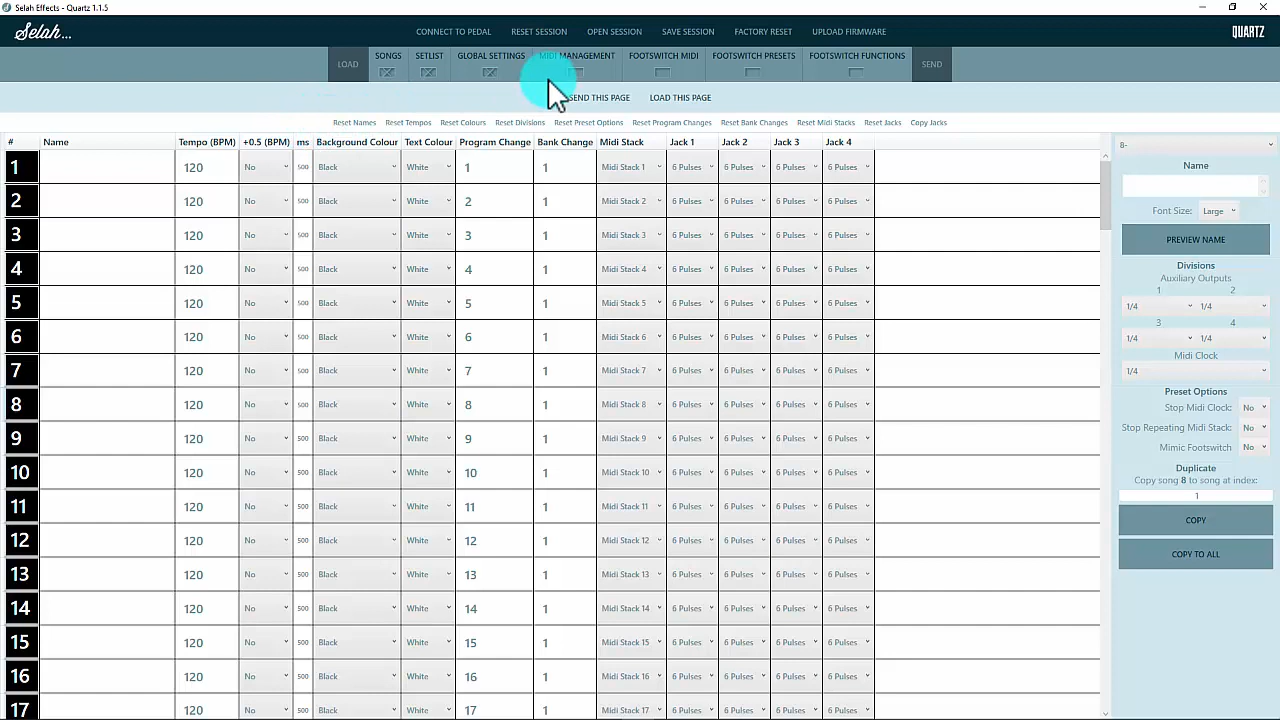 Selah Effects - Quartz 1.1.5
Selah...
CONNECT TO PEDAL RESET SESSION OPEN SESSION SAVE SESSION FACTORY RESET UPLOAD FIRMWARE
QUARTZ
LOAD SONGS SETLIST GLOBAL SETTINGS MIDI MANAGEMENT FOOTSWITCH MIDI FOOTSWITCH PRESETS FOOTSWITCH FUNCTIONS SEND
SEND THIS PAGE LOAD THIS PAGE
Reset Names Reset Tempos Reset Colours Reset Divisions Reset Preset Options Reset Program Changes Reset Bank Changes Reset Midi Stacks Reset Jacks Copy Jacks
# Name Tempo (BPM) +0.5 (BPM) ms Background Colour Text Colour Program Change Bank Change Midi Stack Jack 1 Jack 2 Jack 3 Jack 4
1 120 No 500 Black White 1 1 Midi Stack 1 6 Pulses 6 Pulses 6 Pulses 6 Pulses
2 120 No 500 Black White 2 1 Midi Stack 2 6 Pulses 6 Pulses 6 Pulses 6 Pulses
3 120 No 500 Black White 3 1 Midi Stack 3 6 Pulses 6 Pulses 6 Pulses 6 Pulses
4 120 No 500 Black White 4 1 Midi Stack 4 6 Pulses 6 Pulses 6 Pulses 6 Pulses
5 120 No 500 Black White 5 1 Midi Stack 5 6 Pulses 6 Pulses 6 Pulses 6 Pulses
6 120 No 500 Black White 6 1 Midi Stack 6 6 Pulses 6 Pulses 6 Pulses 6 Pulses
7 120 No 500 Black White 7 1 Midi Stack 7 6 Pulses 6 Pulses 6 Pulses 6 Pulses
8 120 No 500 Black White 8 1 Midi Stack 8 6 Pulses 6 Pulses 6 Pulses 6 Pulses
9 120 No 500 Black White 9 1 Midi Stack 9 6 Pulses 6 Pulses 6 Pulses 6 Pulses
10 120 No 500 Black White 10 1 Midi Stack 10 6 Pulses 6 Pulses 6 Pulses 6 Pulses
11 120 No 500 Black White 11 1 Midi Stack 11 6 Pulses 6 Pulses 6 Pulses 6 Pulses
12 120 No 500 Black White 12 1 Midi Stack 12 6 Pulses 6 Pulses 6 Pulses 6 Pulses
13 120 No 500 Black White 13 1 Midi Stack 13 6 Pulses 6 Pulses 6 Pulses 6 Pulses
14 120 No 500 Black White 14 1 Midi Stack 14 6 Pulses 6 Pulses 6 Pulses 6 Pulses
15 120 No 500 Black White 15 1 Midi Stack 15 6 Pulses 6 Pulses 6 Pulses 6 Pulses
16 120 No 500 Black White 16 1 Midi Stack 16 6 Pulses 6 Pulses 6 Pulses 6 Pulses
17 120 No 500 Black White 17 1 Midi Stack 17 6 Pulses 6 Pulses 6 Pulses 6 Pulses
8-
Name
Font Size: Large
PREVIEW NAME
Divisions
Auxiliary Outputs
1 2
1/4 1/4
3 4
1/4 1/4
Midi Clock
1/4
Preset Options
Stop Midi Clock: No
Stop Repeating Midi Stack: No
Mimic Footswitch No
Duplicate
Copy song 8 to song at index:
1
COPY
COPY TO ALL